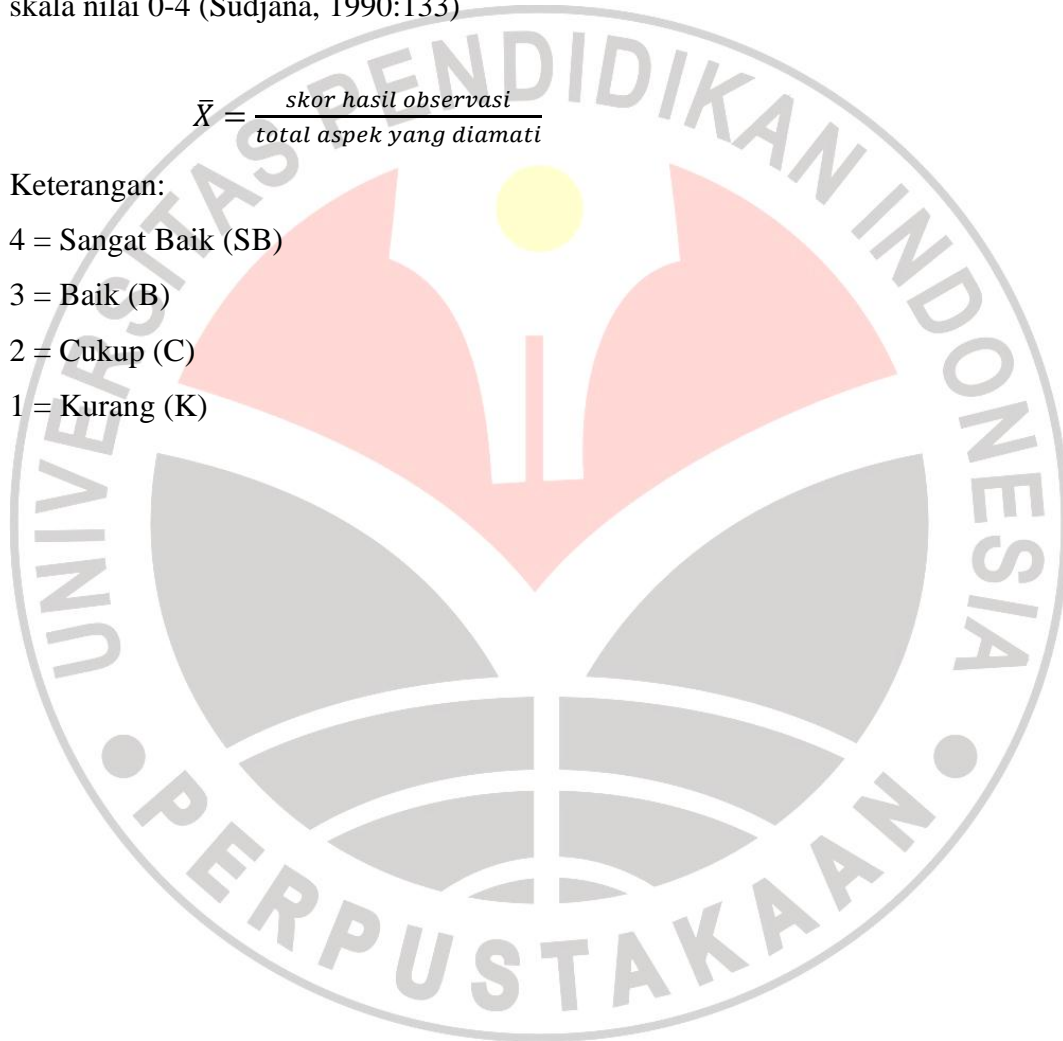 skala nilai 0-4 (Sudjana, 1990:133)
X̄ = skor hasil observasi / total aspek yang diamati
Keterangan:
4 = Sangat Baik (SB)
3 = Baik (B)
2 = Cukup (C)
1 = Kurang (K)
UNIVERSITAS PENDIDIKAN INDONESIA
PERPUSTAKAAN